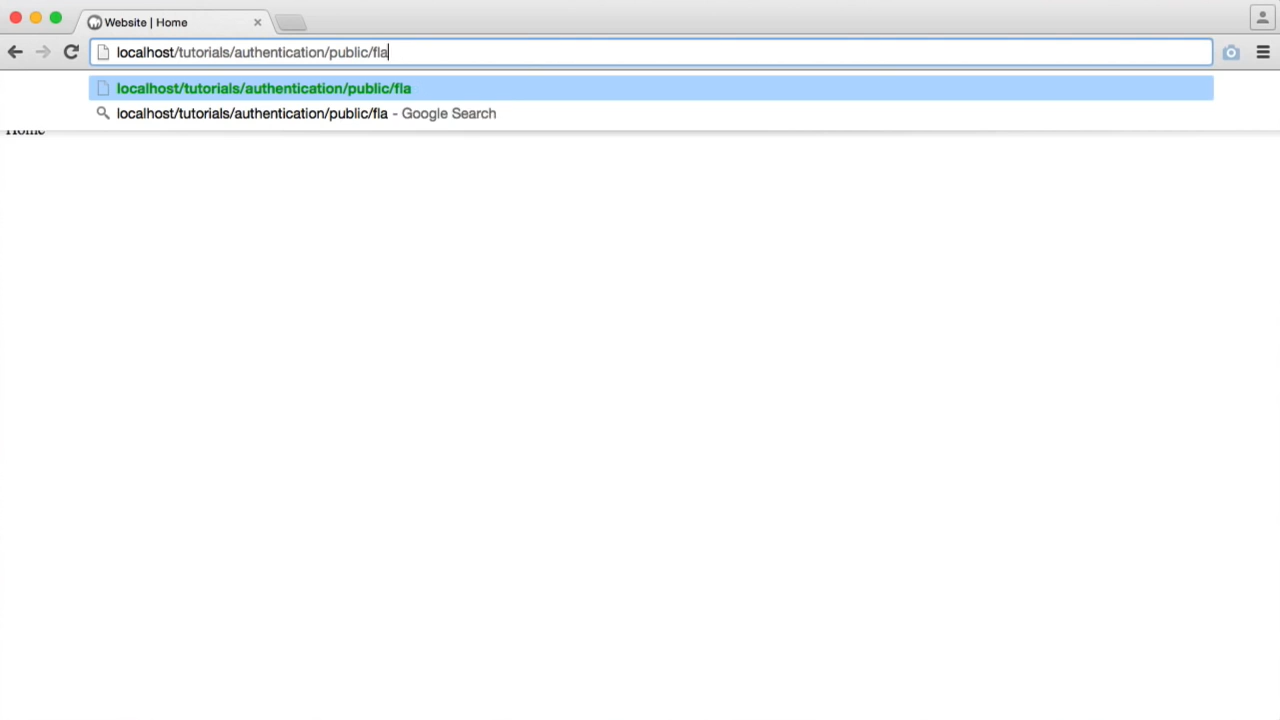 Website | Home
localhost/tutorials/authentication/public/fla
localhost/tutorials/authentication/public/fla
localhost/tutorials/authentication/public/fla - Google Search
Home